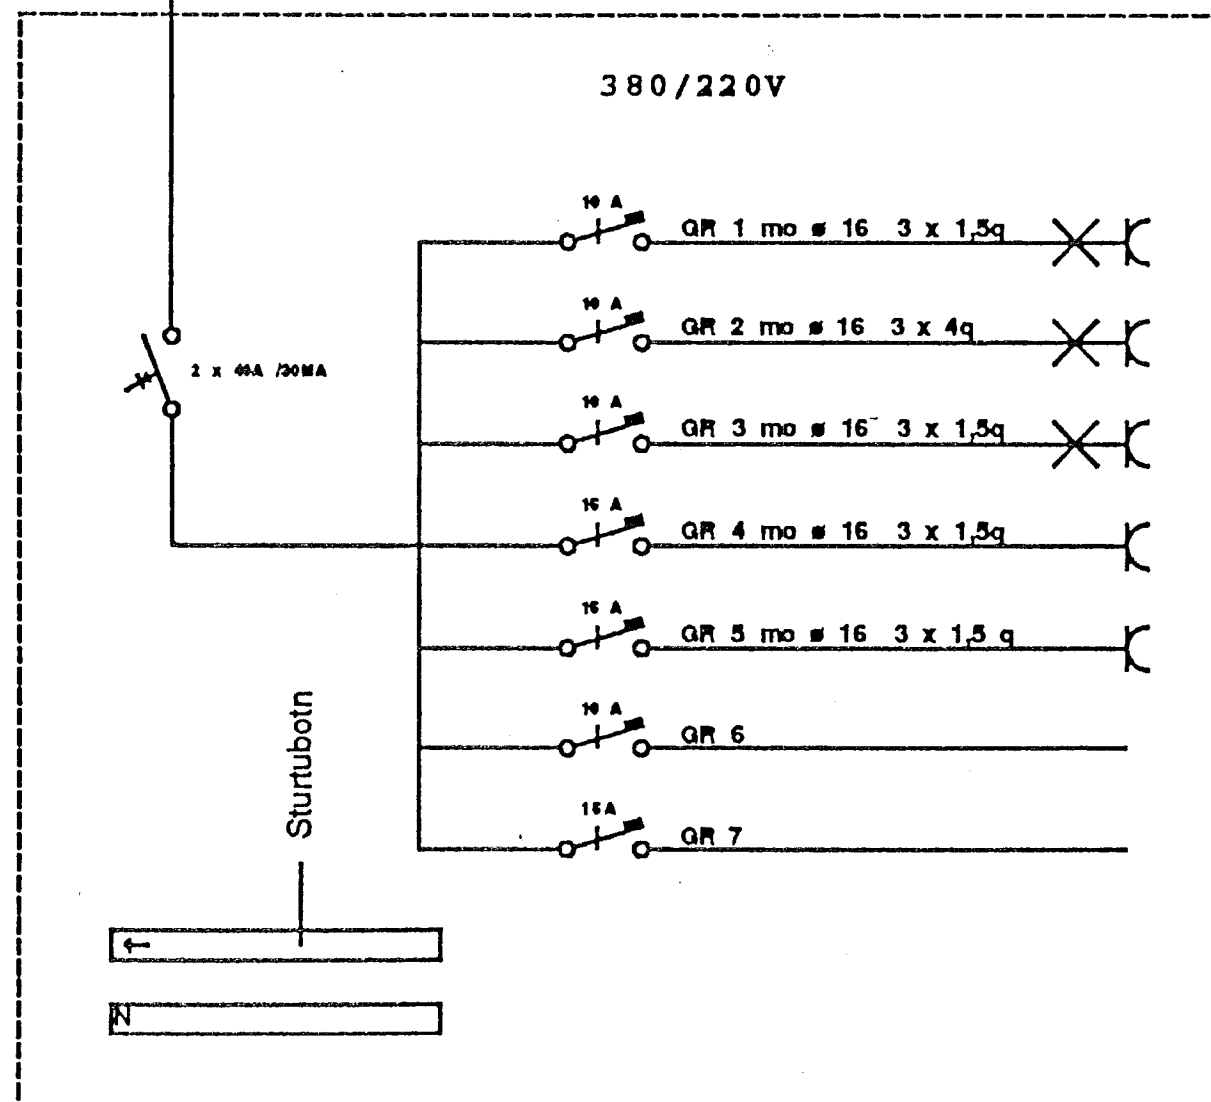 380/220V
10 A
GR 1 mo ø 16 3 x 1,5q
10 A
GR 2 mo ø 16 3 x 4q
2 x 40A /30MA
10 A
GR 3 mo ø 16 3 x 1,5q
16 A
GR 4 mo ø 16 3 x 1,5q
16 A
GR 5 mo ø 16 3 x 1,5 q
10 A
GR 6
16A
GR 7
Sturtubotn
N